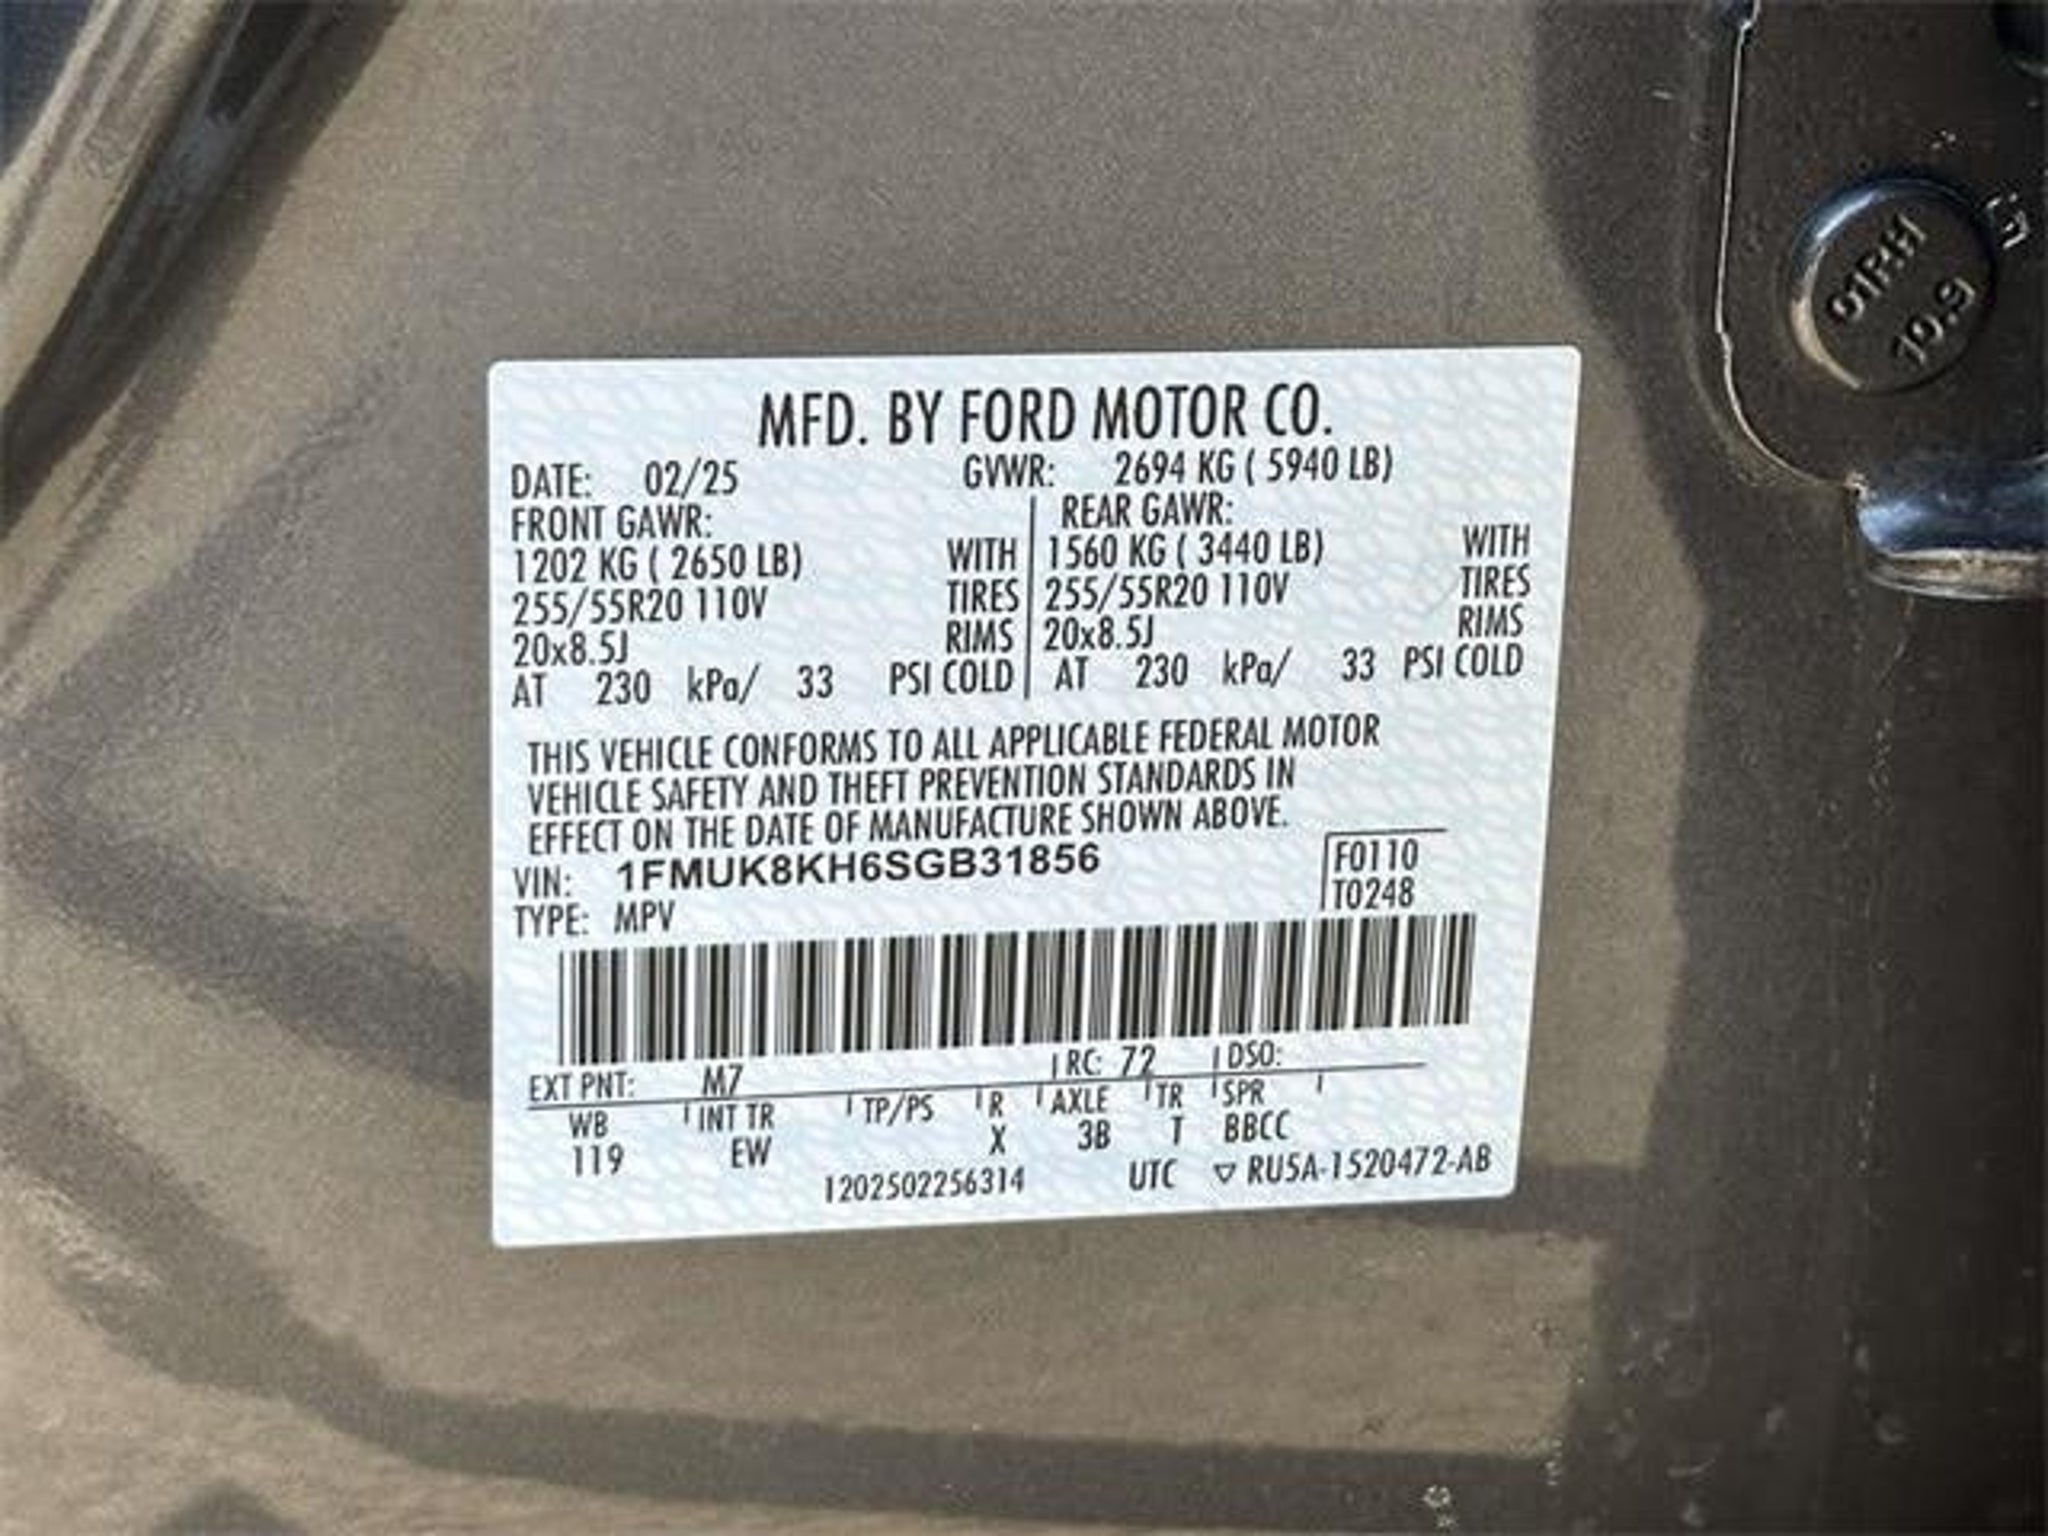 MFD. BY FORD MOTOR CO.
DATE: 02/25 GVWR: 2694 KG ( 5940 LB)
FRONT GAWR: REAR GAWR:
1202 KG ( 2650 LB) WITH 1560 KG ( 3440 LB) WITH
255/55R20 110V TIRES 255/55R20 110V TIRES
20x8.5J RIMS 20x8.5J RIMS
AT 230 kPa/ 33 PSI COLD AT 230 kPa/ 33 PSI COLD
THIS VEHICLE CONFORMS TO ALL APPLICABLE FEDERAL MOTOR
VEHICLE SAFETY AND THEFT PREVENTION STANDARDS IN
EFFECT ON THE DATE OF MANUFACTURE SHOWN ABOVE.
VIN: 1FMUK8KH6SGB31856 F0110
TYPE: MPV T0248
EXT PNT: M7 RC: 72 DSO:
WB INT TR TP/PS R AXLE TR SPR
119 EW X 3B T BBCC
1202502256314 UTC ▽ RU5A-1520472-AB
10.9